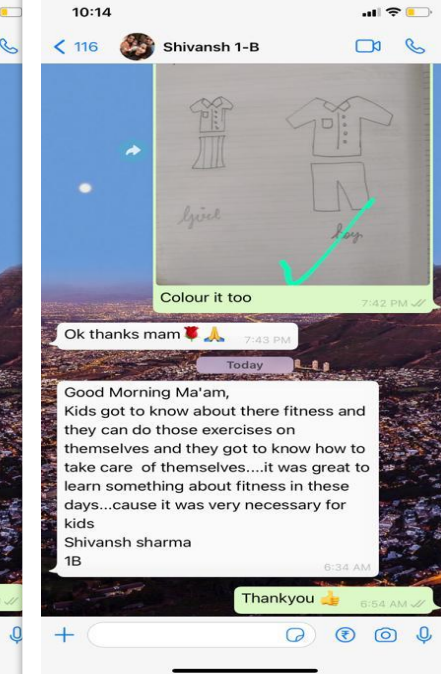 10:14
116
Shivansh 1-B
Girl
boy
Colour it too
7:42 PM
Ok thanks mam🌹🙏
7:43 PM
Today
Good Morning Ma'am,
Kids got to know about there fitness and
they can do those exercises on
themselves and they got to know how to
take care of themselves....it was great to
learn something about fitness in these
days...cause it was very necessary for
kids
Shivansh sharma
1B
6:34 AM
Thankyou 👍
6:54 AM